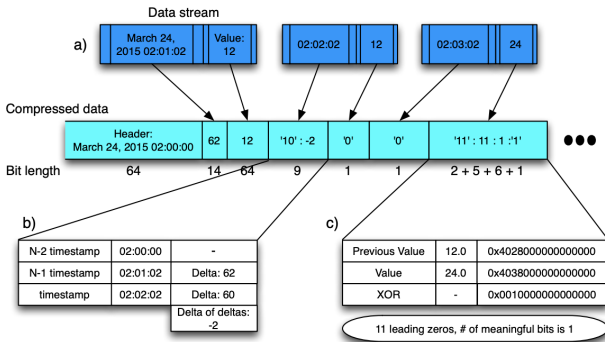 Data stream
a)
March 24,
2015 02:01:02
Value:
12
02:02:02
12
02:03:02
24
Compressed data
Header:
March 24, 2015 02:00:00
62
12
'10' : -2
'0'
'0'
'11' : 11 : 1 :'1'
Bit length
64
14
64
9
1
1
2 + 5 + 6 + 1
b)
N-2 timestamp 02:00:00 -
N-1 timestamp 02:01:02 Delta: 62
timestamp 02:02:02 Delta: 60
Delta of deltas:
-2
c)
Previous Value 12.0 0x4028000000000000
Value 24.0 0x4038000000000000
XOR - 0x0010000000000000
11 leading zeros, # of meaningful bits is 1